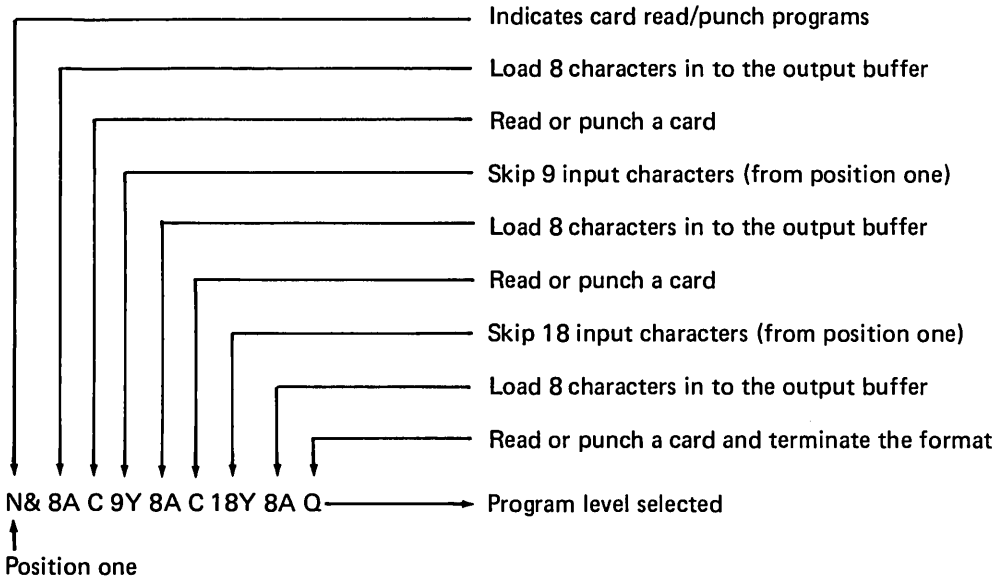 Indicates card read/punch programs
Load 8 characters in to the output buffer
Read or punch a card
Skip 9 input characters (from position one)
Load 8 characters in to the output buffer
Read or punch a card
Skip 18 input characters (from position one)
Load 8 characters in to the output buffer
Read or punch a card and terminate the format
N& 8A C 9Y 8A C 18Y 8A Q
Program level selected
Position one